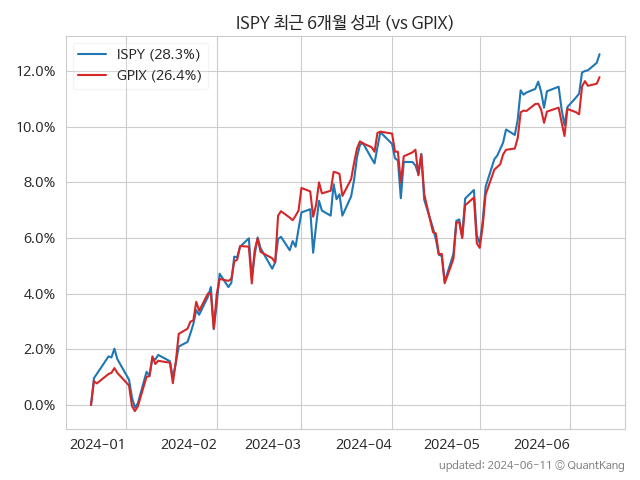 ISPY 최근 6개월 성과 (vs GPIX)
ISPY (28.3%)
GPIX (26.4%)
12.0%
10.0%
8.0%
6.0%
4.0%
2.0%
0.0%
2024-01 2024-02 2024-03 2024-04 2024-05 2024-06
updated: 2024-06-11 © QuantKang